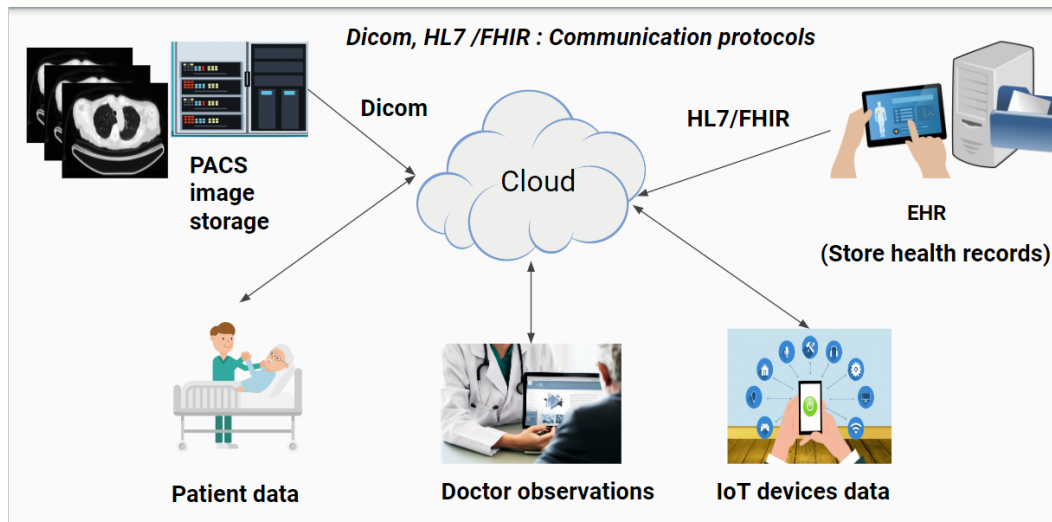 Dicom, HL7 /FHIR : Communication protocols
Dicom
HL7/FHIR
Cloud
PACS
image
storage
EHR
(Store health records)
Patient data
Doctor observations
IoT devices data